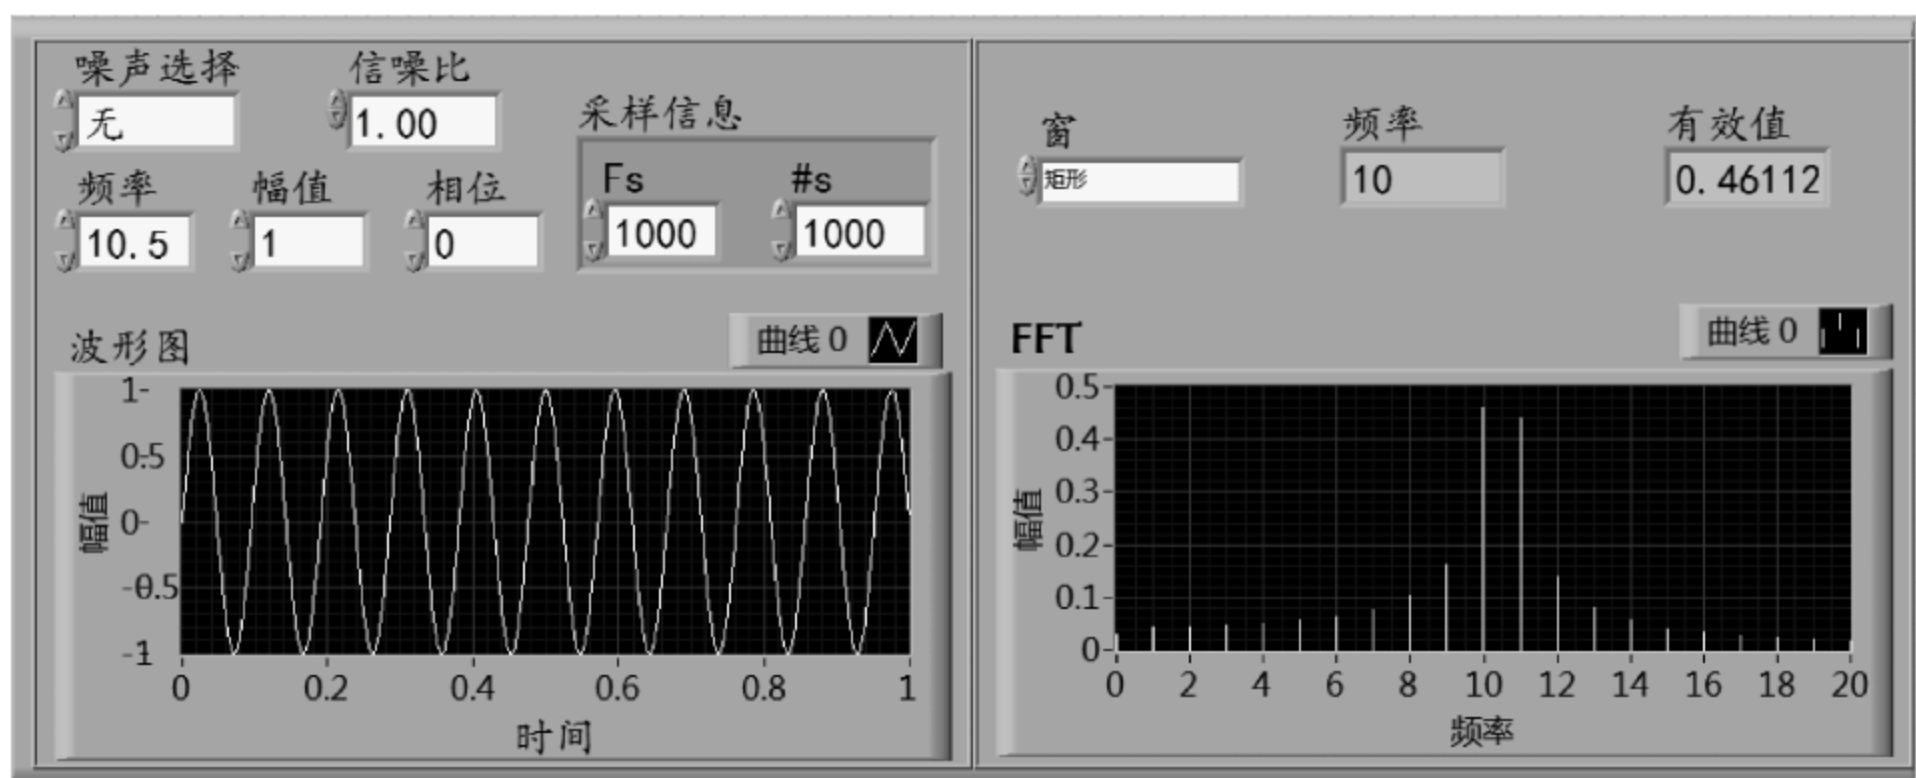 噪声选择 信噪比
无 1.00
采样信息
频率 幅值 相位 Fs #s
10.5 1 0 1000 1000
波形图 曲线 0
幅值
1
0.5
0
-0.5
-1
0 0.2 0.4 0.6 0.8 1
时间
窗 频率 有效值
矩形 10 0.46112
FFT 曲线 0
幅值
0.5
0.4
0.3
0.2
0.1
0
0 2 4 6 8 10 12 14 16 18 20
频率